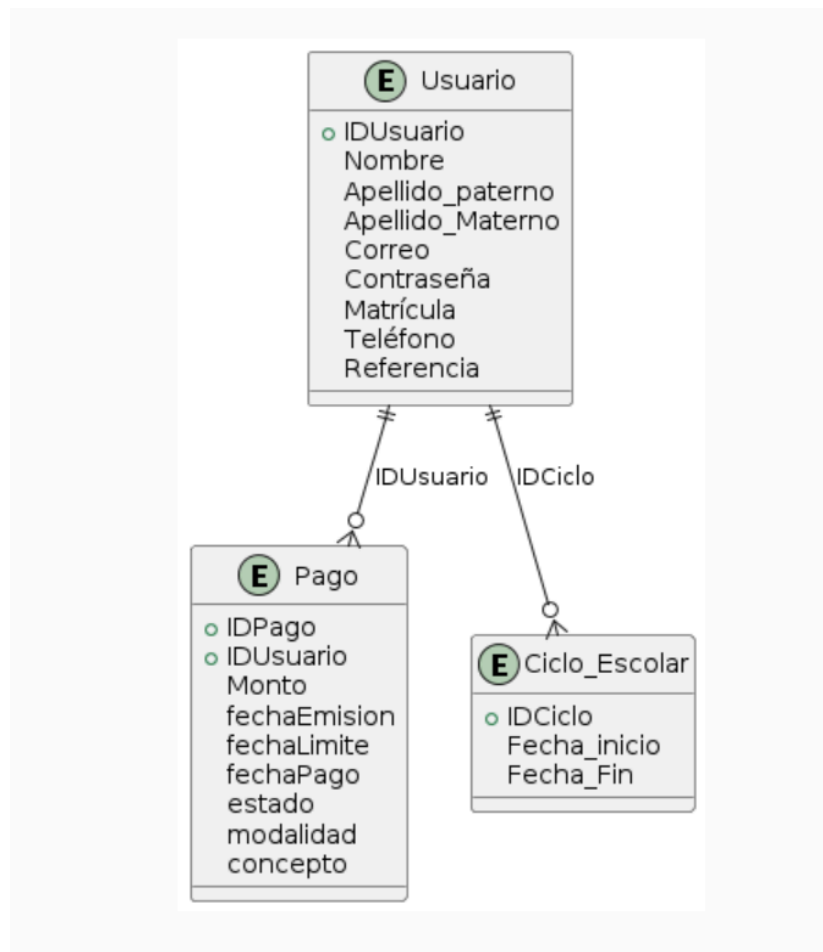 E Usuario
IDUsuario
Nombre
Apellido_paterno
Apellido_Materno
Correo
Contraseña
Matrícula
Teléfono
Referencia
IDUsuario
IDCiclo
E Pago
IDPago
IDUsuario
Monto
fechaEmision
fechaLimite
fechaPago
estado
modalidad
concepto
E Ciclo_Escolar
IDCiclo
Fecha_inicio
Fecha_Fin